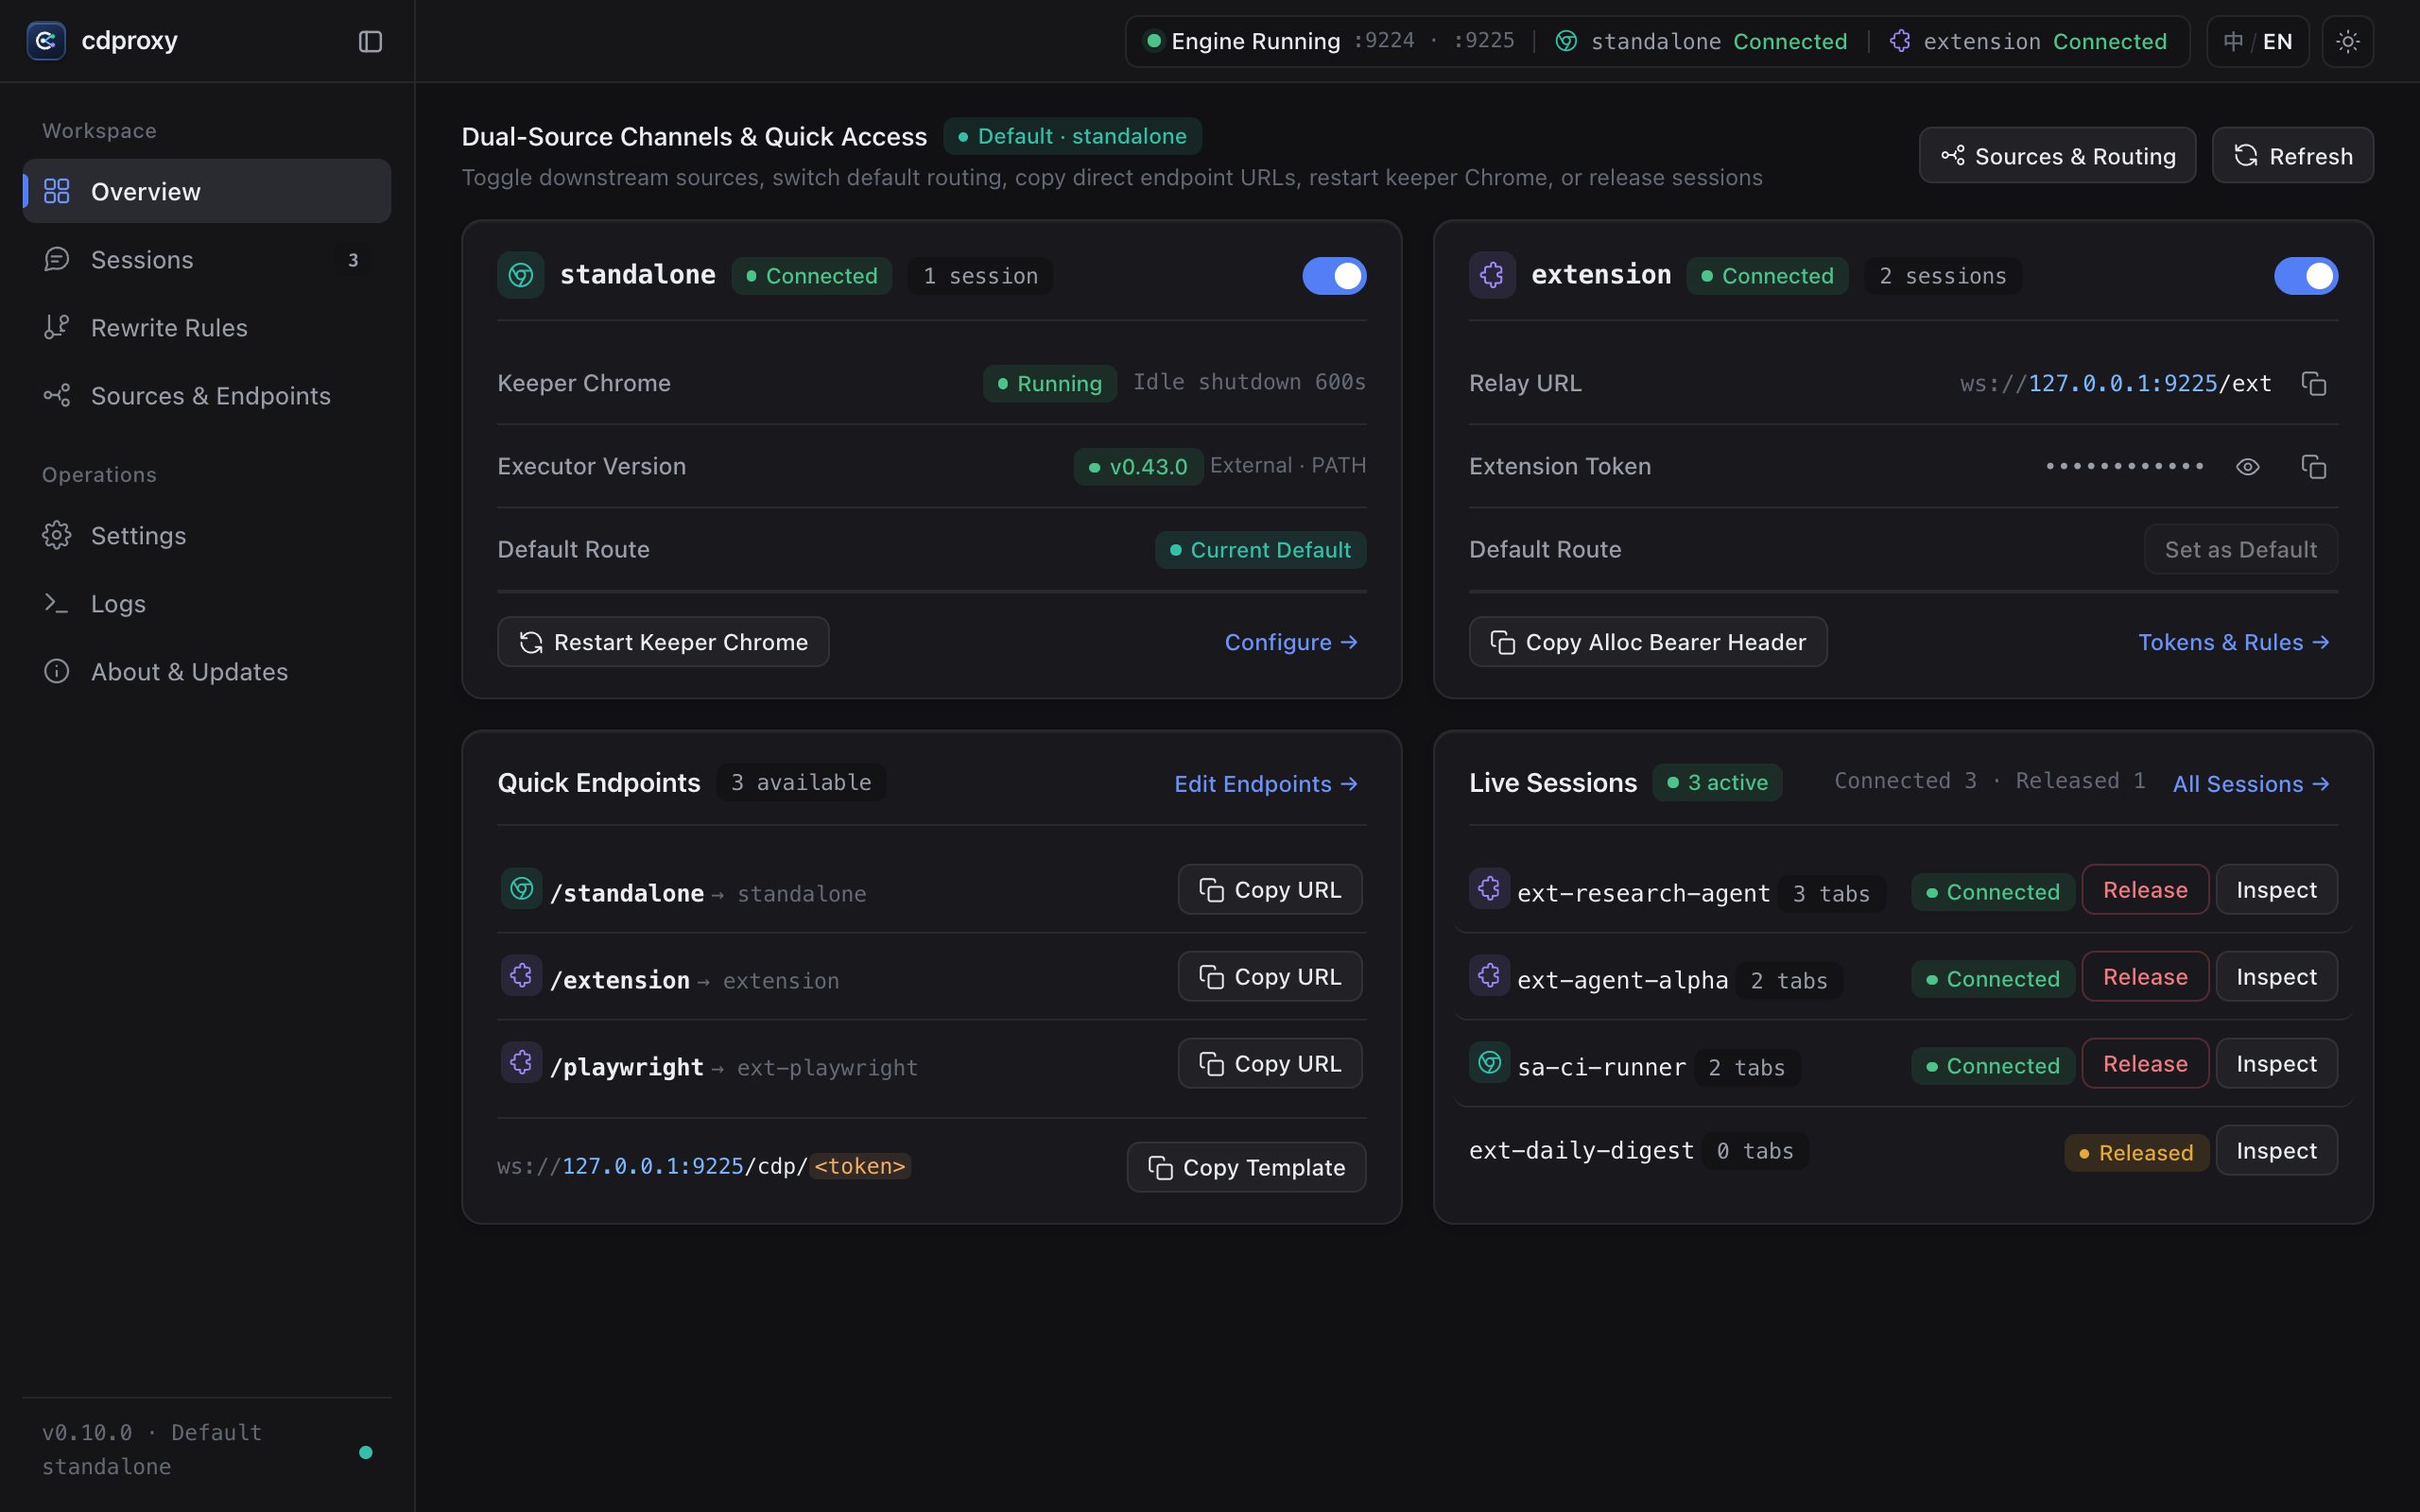 cdproxy
Engine Running :9224 · :9225 | standalone Connected | extension Connected
中 / EN
Workspace
Overview
Sessions 3
Rewrite Rules
Sources & Endpoints
Operations
Settings
Logs
About & Updates
v0.10.0 · Default
standalone
Dual-Source Channels & Quick Access Default · standalone
Toggle downstream sources, switch default routing, copy direct endpoint URLs, restart keeper Chrome, or release sessions
Sources & Routing Refresh
standalone Connected 1 session
Keeper Chrome Running Idle shutdown 600s
Executor Version v0.43.0 External · PATH
Default Route Current Default
Restart Keeper Chrome Configure →
extension Connected 2 sessions
Relay URL ws://127.0.0.1:9225/ext
Extension Token ••••••••••••
Default Route Set as Default
Copy Alloc Bearer Header Tokens & Rules →
Quick Endpoints 3 available Edit Endpoints →
/standalone → standalone Copy URL
/extension → extension Copy URL
/playwright → ext-playwright Copy URL
ws://127.0.0.1:9225/cdp/<token> Copy Template
Live Sessions 3 active Connected 3 · Released 1 All Sessions →
ext-research-agent 3 tabs Connected Release Inspect
ext-agent-alpha 2 tabs Connected Release Inspect
sa-ci-runner 2 tabs Connected Release Inspect
ext-daily-digest 0 tabs Released Inspect